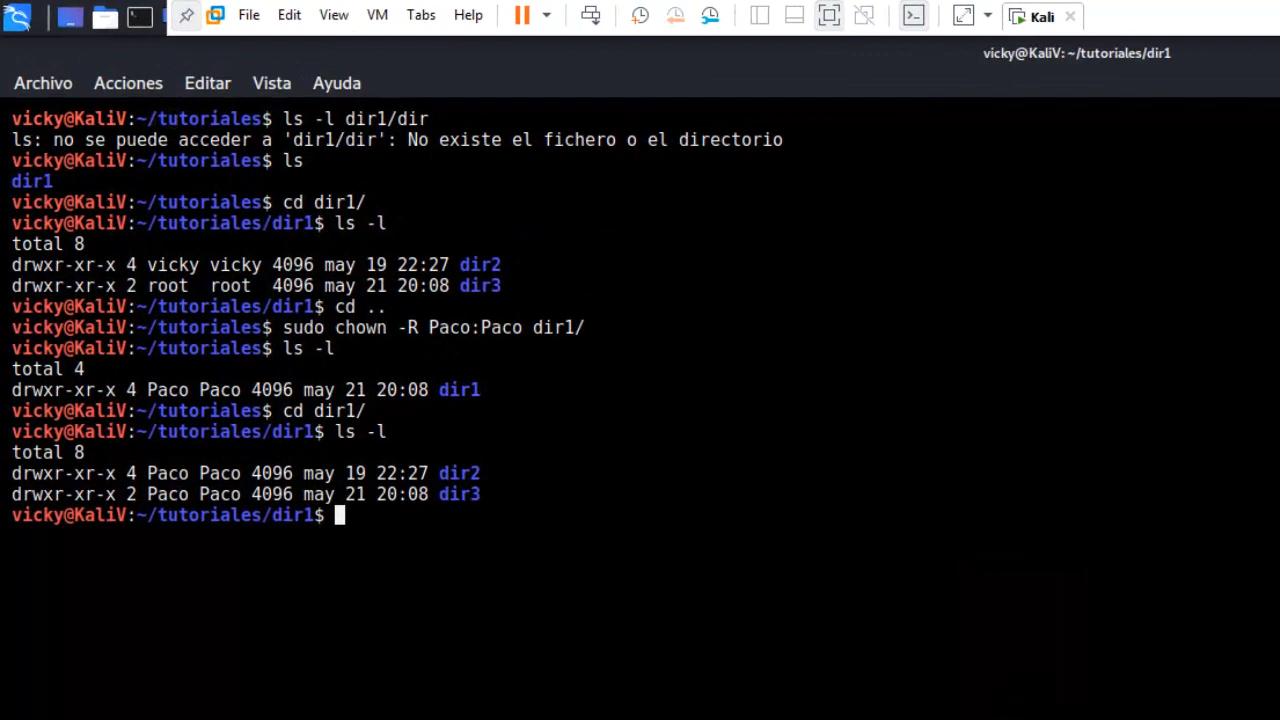 File Edit View VM Tabs Help Kali
vicky@KaliV: ~/tutoriales/dir1
Archivo Acciones Editar Vista Ayuda
vicky@KaliV:~/tutoriales$ ls -l dir1/dir
ls: no se puede acceder a 'dir1/dir': No existe el fichero o el directorio
vicky@KaliV:~/tutoriales$ ls
dir1
vicky@KaliV:~/tutoriales$ cd dir1/
vicky@KaliV:~/tutoriales/dir1$ ls -l
total 8
drwxr-xr-x 4 vicky vicky 4096 may 19 22:27 dir2
drwxr-xr-x 2 root  root  4096 may 21 20:08 dir3
vicky@KaliV:~/tutoriales/dir1$ cd ..
vicky@KaliV:~/tutoriales$ sudo chown -R Paco:Paco dir1/
vicky@KaliV:~/tutoriales$ ls -l
total 4
drwxr-xr-x 4 Paco Paco 4096 may 21 20:08 dir1
vicky@KaliV:~/tutoriales$ cd dir1/
vicky@KaliV:~/tutoriales/dir1$ ls -l
total 8
drwxr-xr-x 4 Paco Paco 4096 may 19 22:27 dir2
drwxr-xr-x 2 Paco Paco 4096 may 21 20:08 dir3
vicky@KaliV:~/tutoriales/dir1$